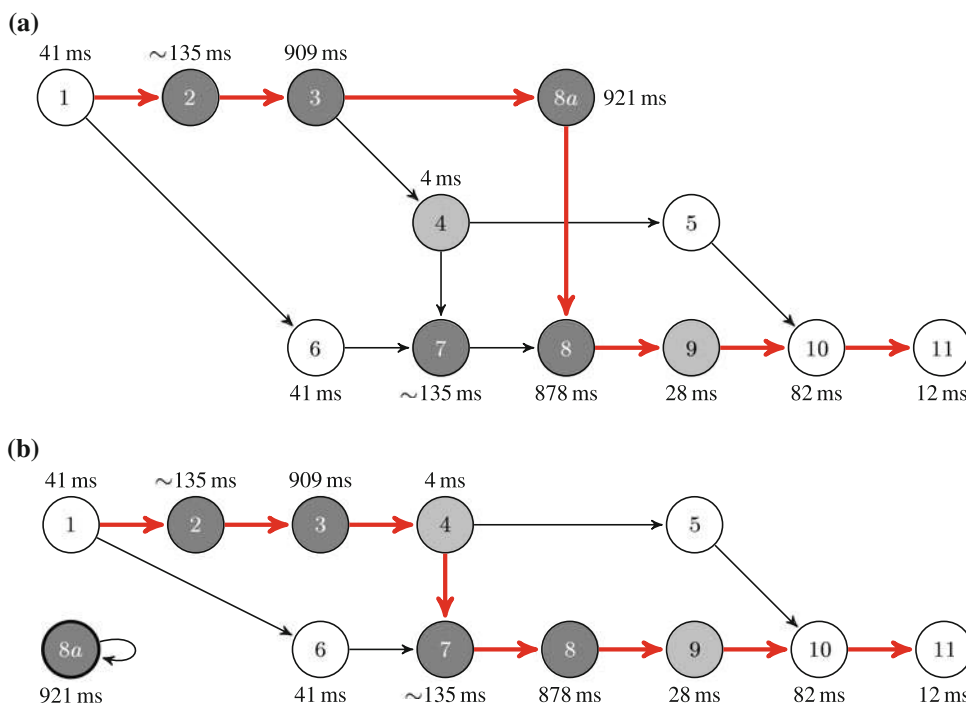 (a)
41 ms ∼135 ms 909 ms
1 2 3 8a 921 ms
4 ms
4 5
6 7 8 9 10 11
41 ms ∼135 ms 878 ms 28 ms 82 ms 12 ms
(b)
41 ms ∼135 ms 909 ms 4 ms
1 2 3 4 5
8a 6 7 8 9 10 11
921 ms 41 ms ∼135 ms 878 ms 28 ms 82 ms 12 ms